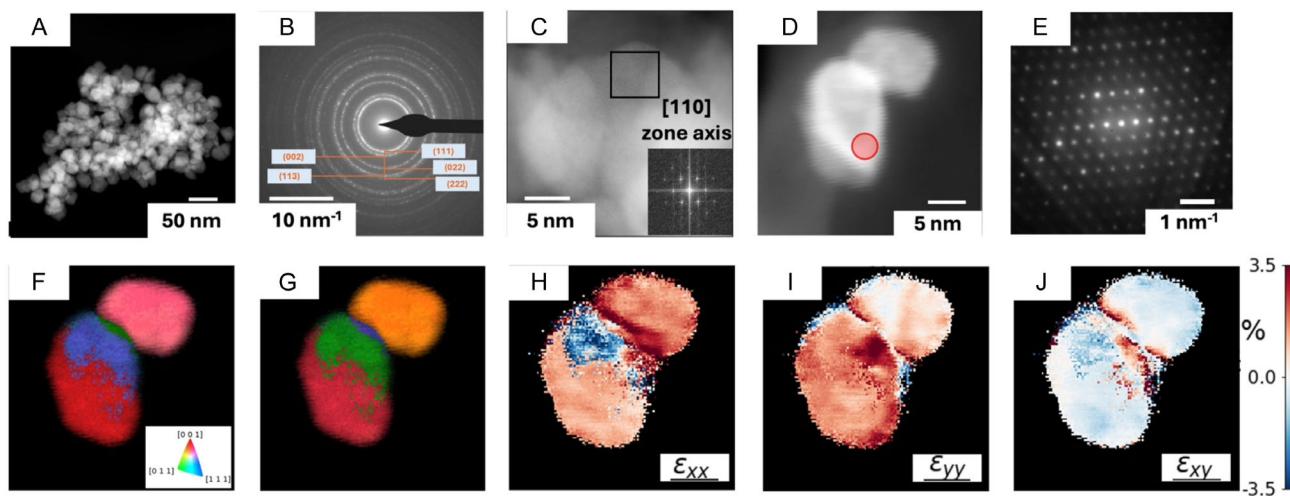 A
B
C
D
E
[110]
zone axis
(002)
(111)
(022)
(113)
(222)
50 nm
10 nm⁻¹
5 nm
5 nm
1 nm⁻¹
F
G
H
I
J
3.5
%
0.0
-3.5
[0 0 1]
[0 1 1]
[1 1 1]
εxx
εyy
εxy